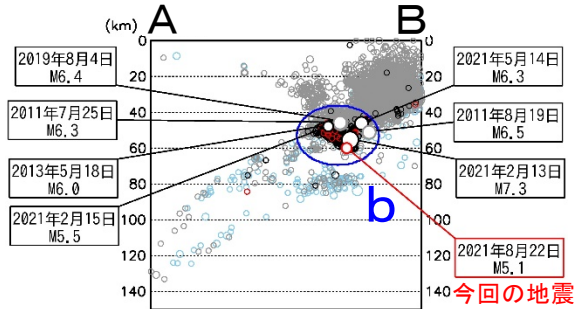 A
B
(km)
0
20
40
60
80
100
120
140
0
20
40
60
80
100
120
140
2019年8月4日
M6.4
2011年7月25日
M6.3
2013年5月18日
M6.0
2021年2月15日
M5.5
2021年5月14日
M6.3
2011年8月19日
M6.5
2021年2月13日
M7.3
b
2021年8月22日
M5.1
今回の地震